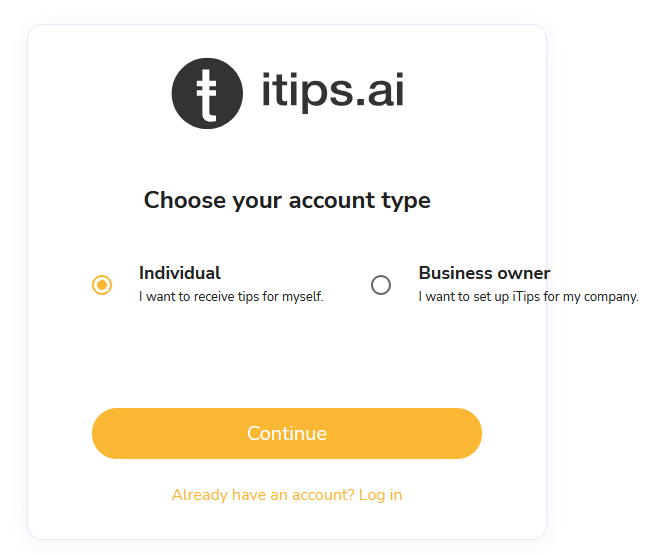 itips.ai
Choose your account type
Individual
I want to receive tips for myself.
Business owner
I want to set up iTips for my company.
Continue
Already have an account? Log in